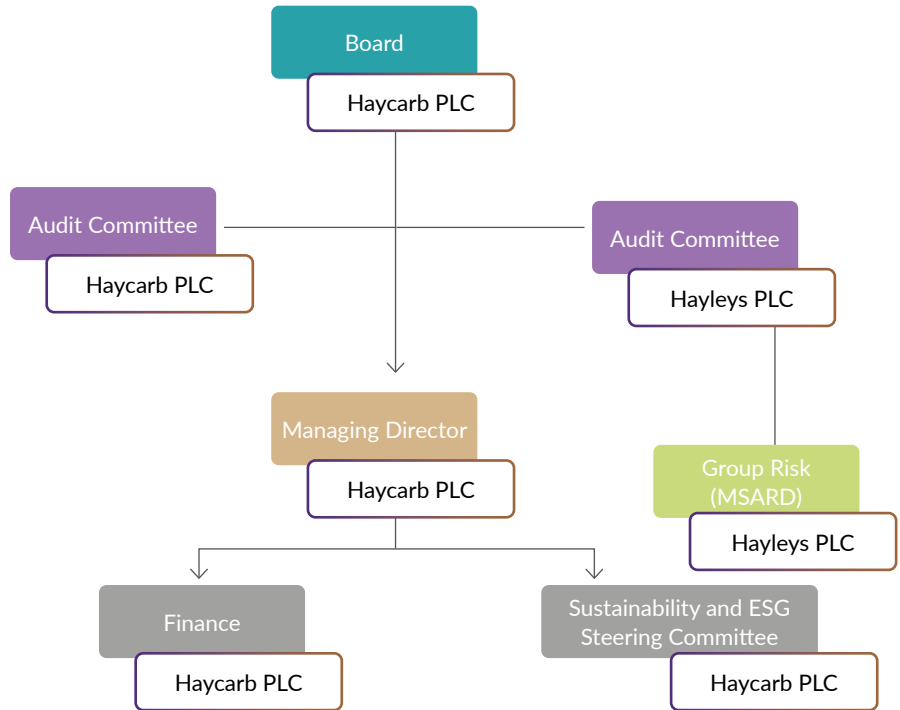 Board
Haycarb PLC
Audit Committee
Haycarb PLC
Audit Committee
Hayleys PLC
Managing Director
Haycarb PLC
Group Risk
(MSARD)
Hayleys PLC
Finance
Haycarb PLC
Sustainability and ESG
Steering Committee
Haycarb PLC